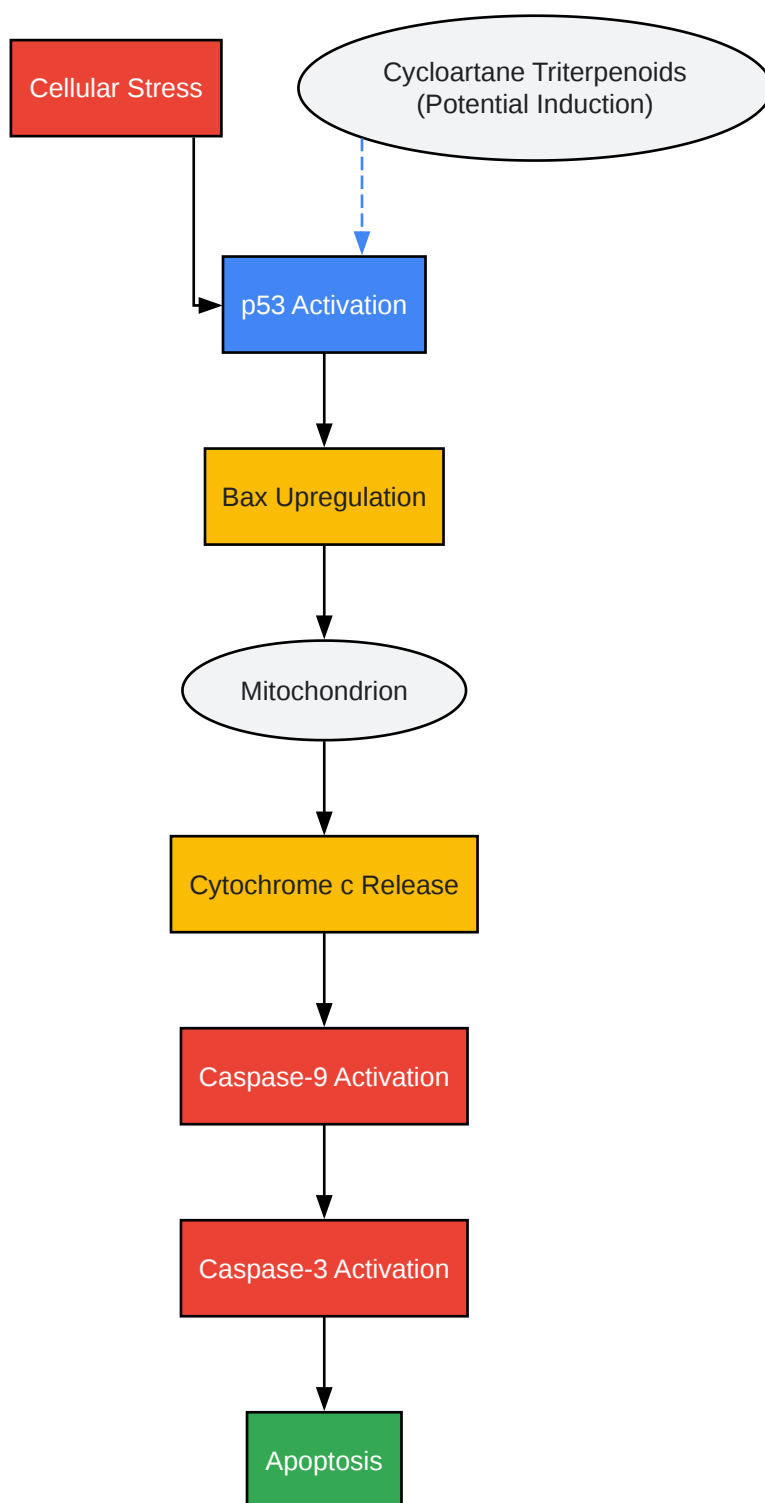 Cellular Stress
Cycloartane Triterpenoids
(Potential Induction)
p53 Activation
Bax Upregulation
Mitochondrion
Cytochrome c Release
Caspase-9 Activation
Caspase-3 Activation
Apoptosis